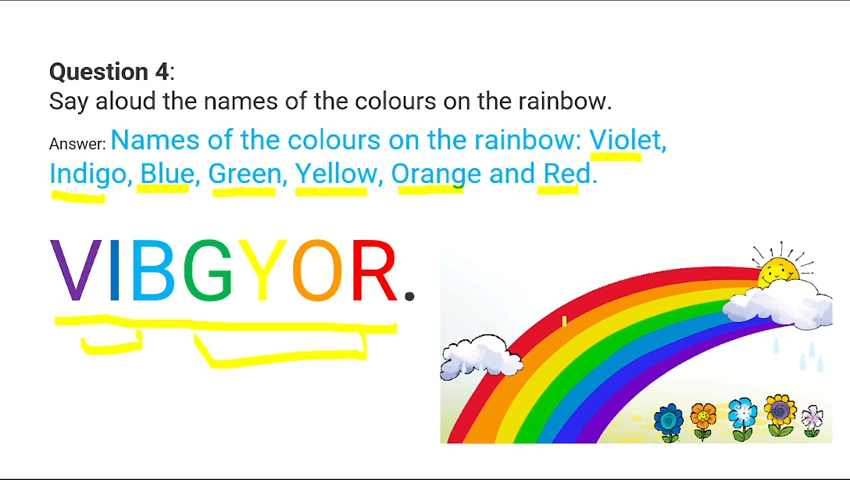 Question 4:
Say aloud the names of the colours on the rainbow.
Answer: Names of the colours on the rainbow: Violet,
Indigo, Blue, Green, Yellow, Orange and Red.
VIBGYOR.